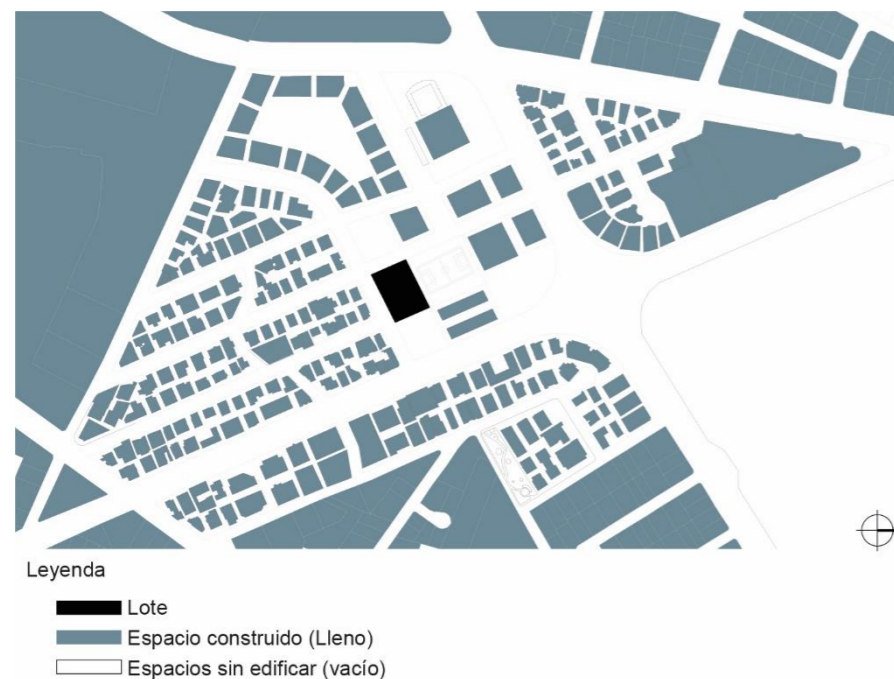 Leyenda
Lote
Espacio construido (Lleno)
Espacios sin edificar (vacío)